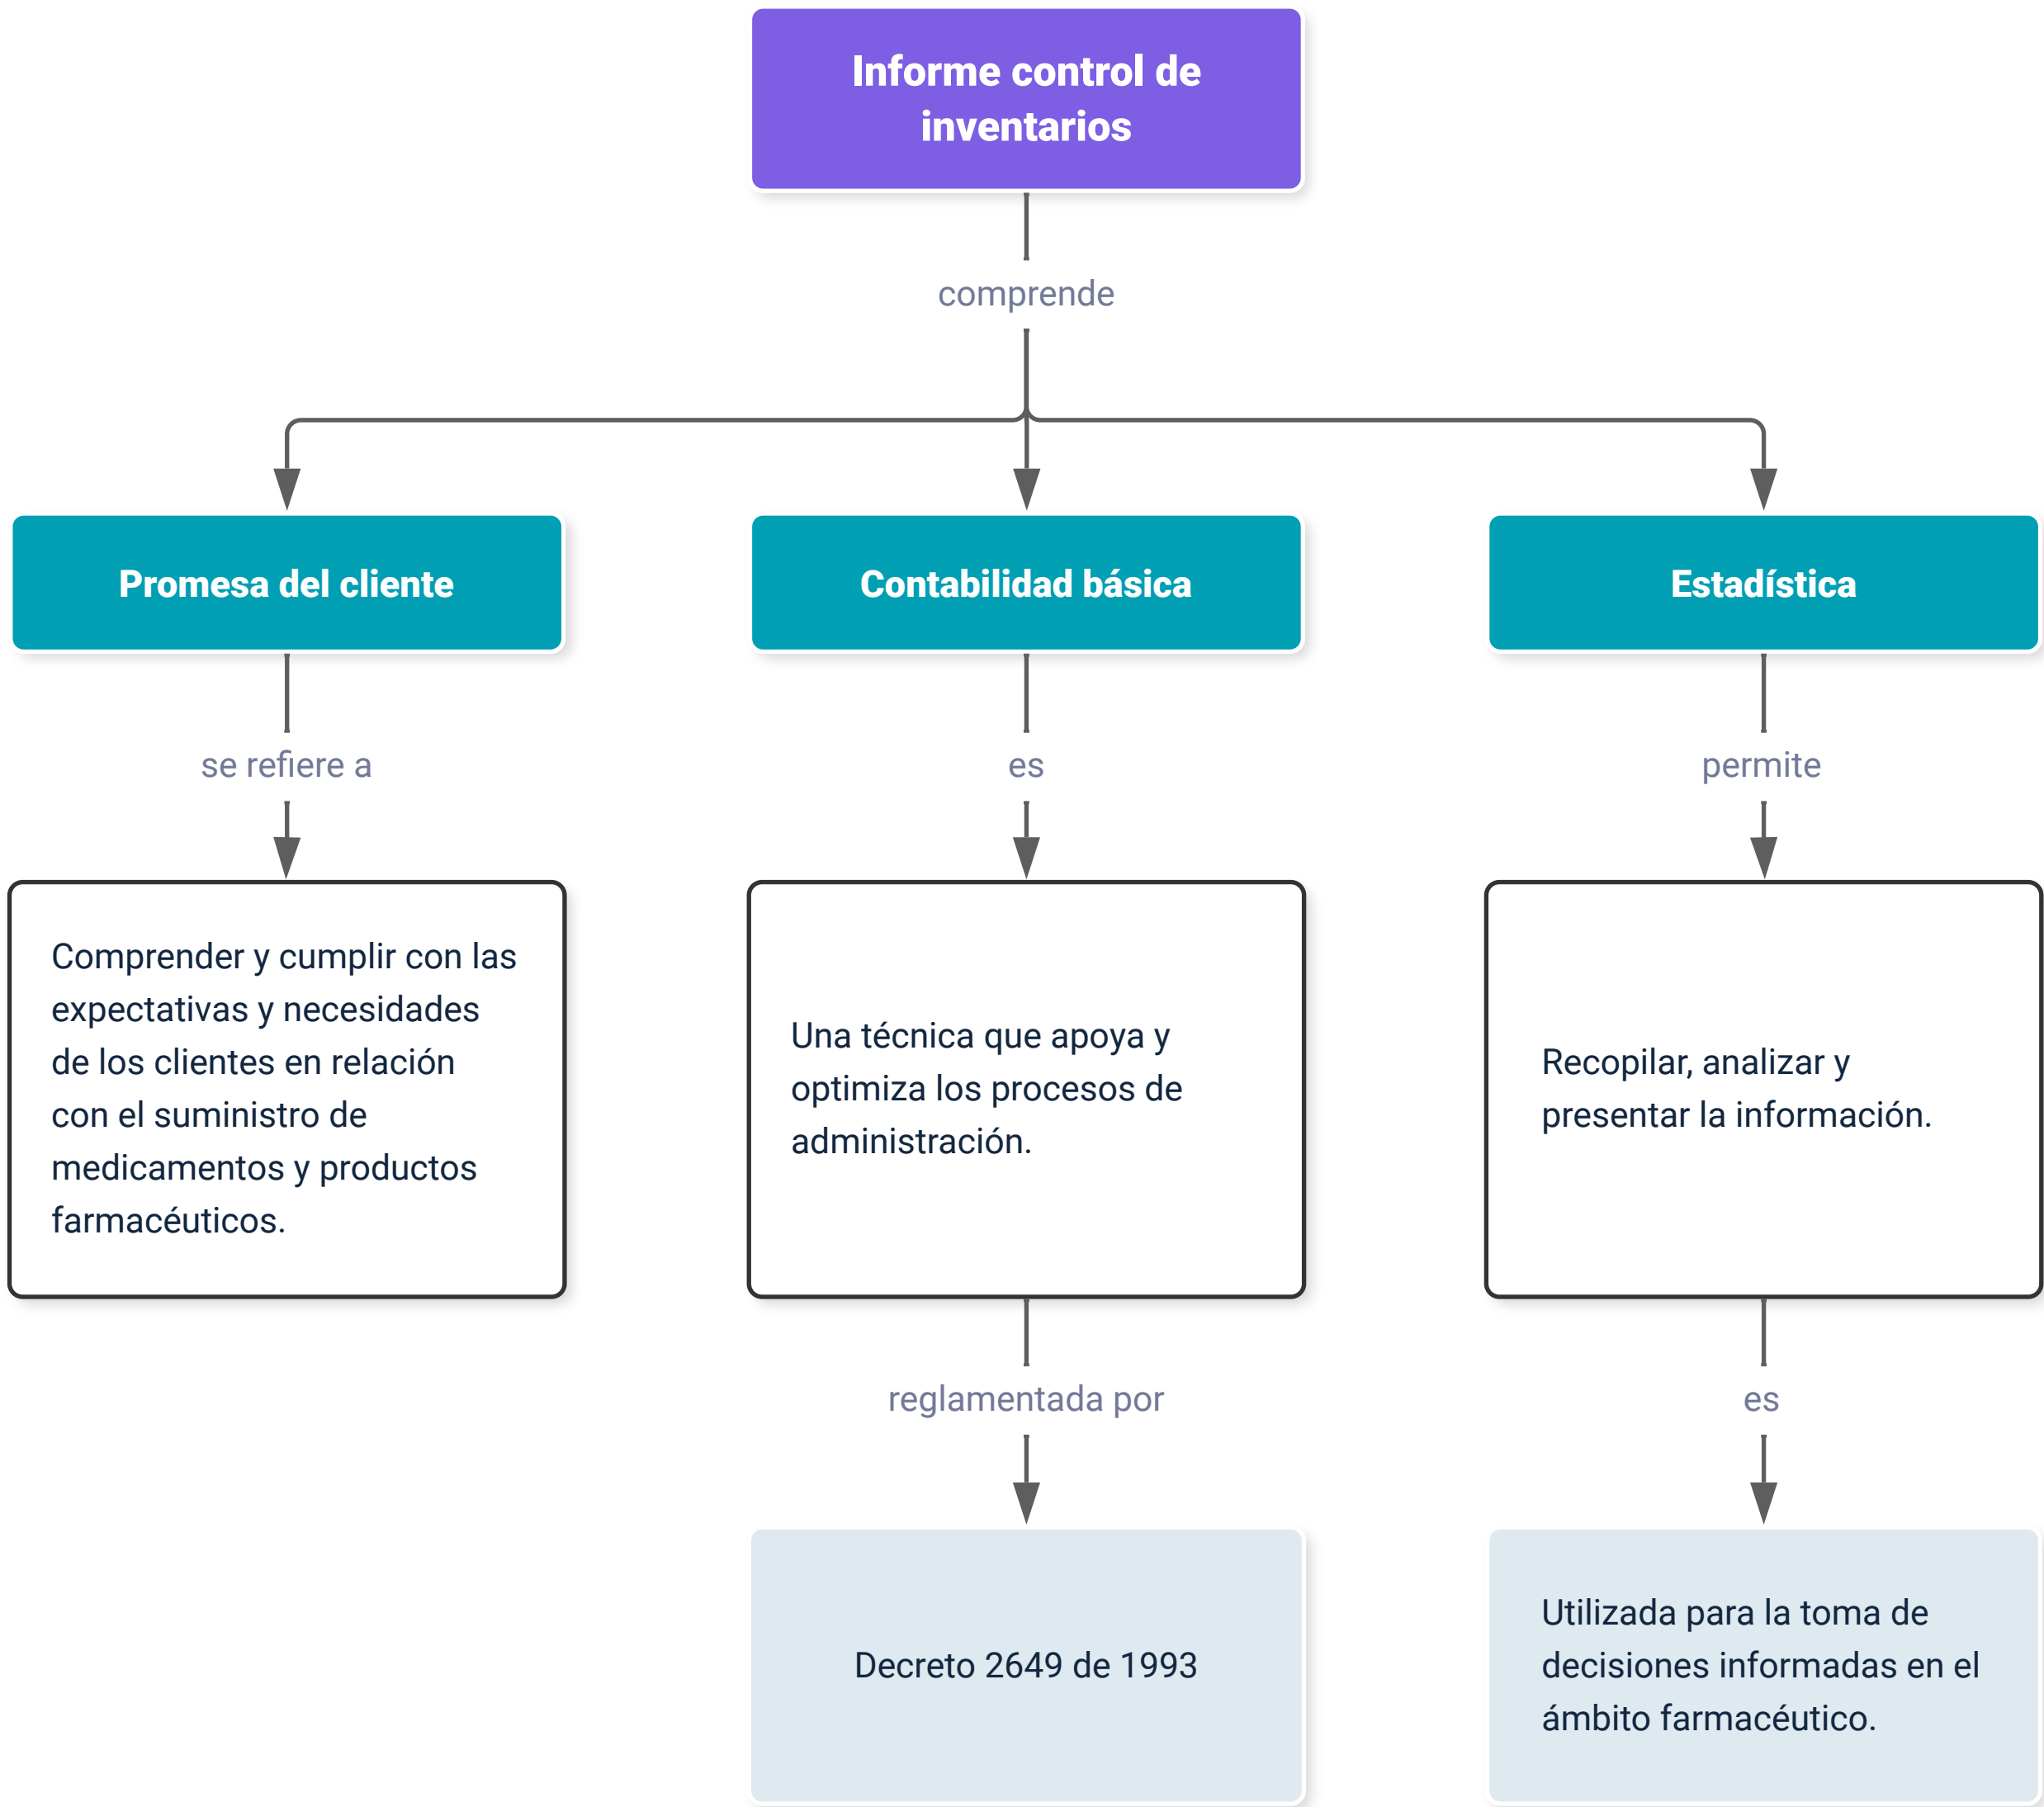 Informe control de
inventarios
comprende
Promesa del cliente
Contabilidad básica
Estadística
se refiere a
es
permite
Comprender y cumplir con las
expectativas y necesidades
de los clientes en relación
con el suministro de
medicamentos y productos
farmacéuticos.
Una técnica que apoya y
optimiza los procesos de
administración.
Recopilar, analizar y
presentar la información.
reglamentada por
es
Decreto 2649 de 1993
Utilizada para la toma de
decisiones informadas en el
ámbito farmacéutico.